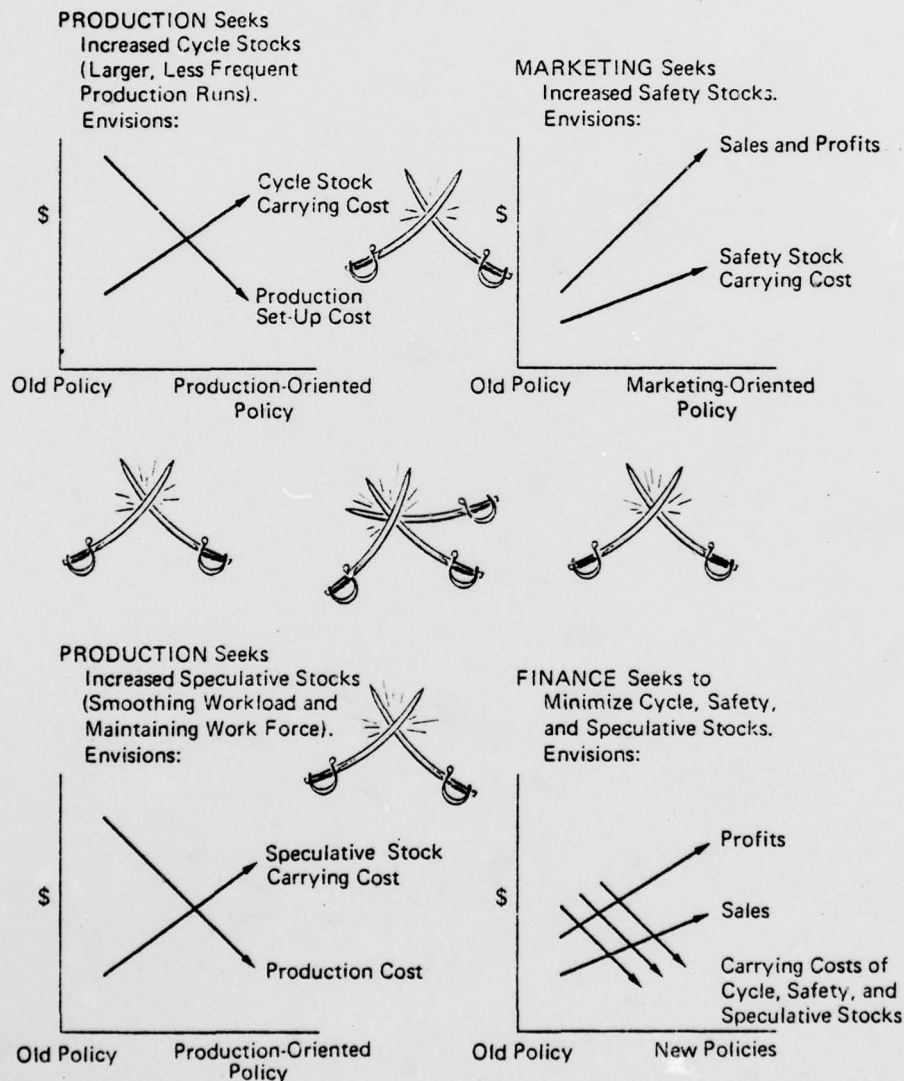 PRODUCTION Seeks
Increased Cycle Stocks
(Larger, Less Frequent
Production Runs).
Envisions:
$
Cycle Stock
Carrying Cost
Production
Set-Up Cost
Old Policy
Production-Oriented
Policy
MARKETING Seeks
Increased Safety Stocks.
Envisions:
$
Sales and Profits
Safety Stock
Carrying Cost
Old Policy
Marketing-Oriented
Policy
PRODUCTION Seeks
Increased Speculative Stocks
(Smoothing Workload and
Maintaining Work Force).
Envisions:
$
Speculative Stock
Carrying Cost
Production Cost
Old Policy
Production-Oriented
Policy
FINANCE Seeks to
Minimize Cycle, Safety,
and Speculative Stocks.
Envisions:
$
Profits
Sales
Carrying Costs of
Cycle, Safety, and
Speculative Stocks
Old Policy
New Policies